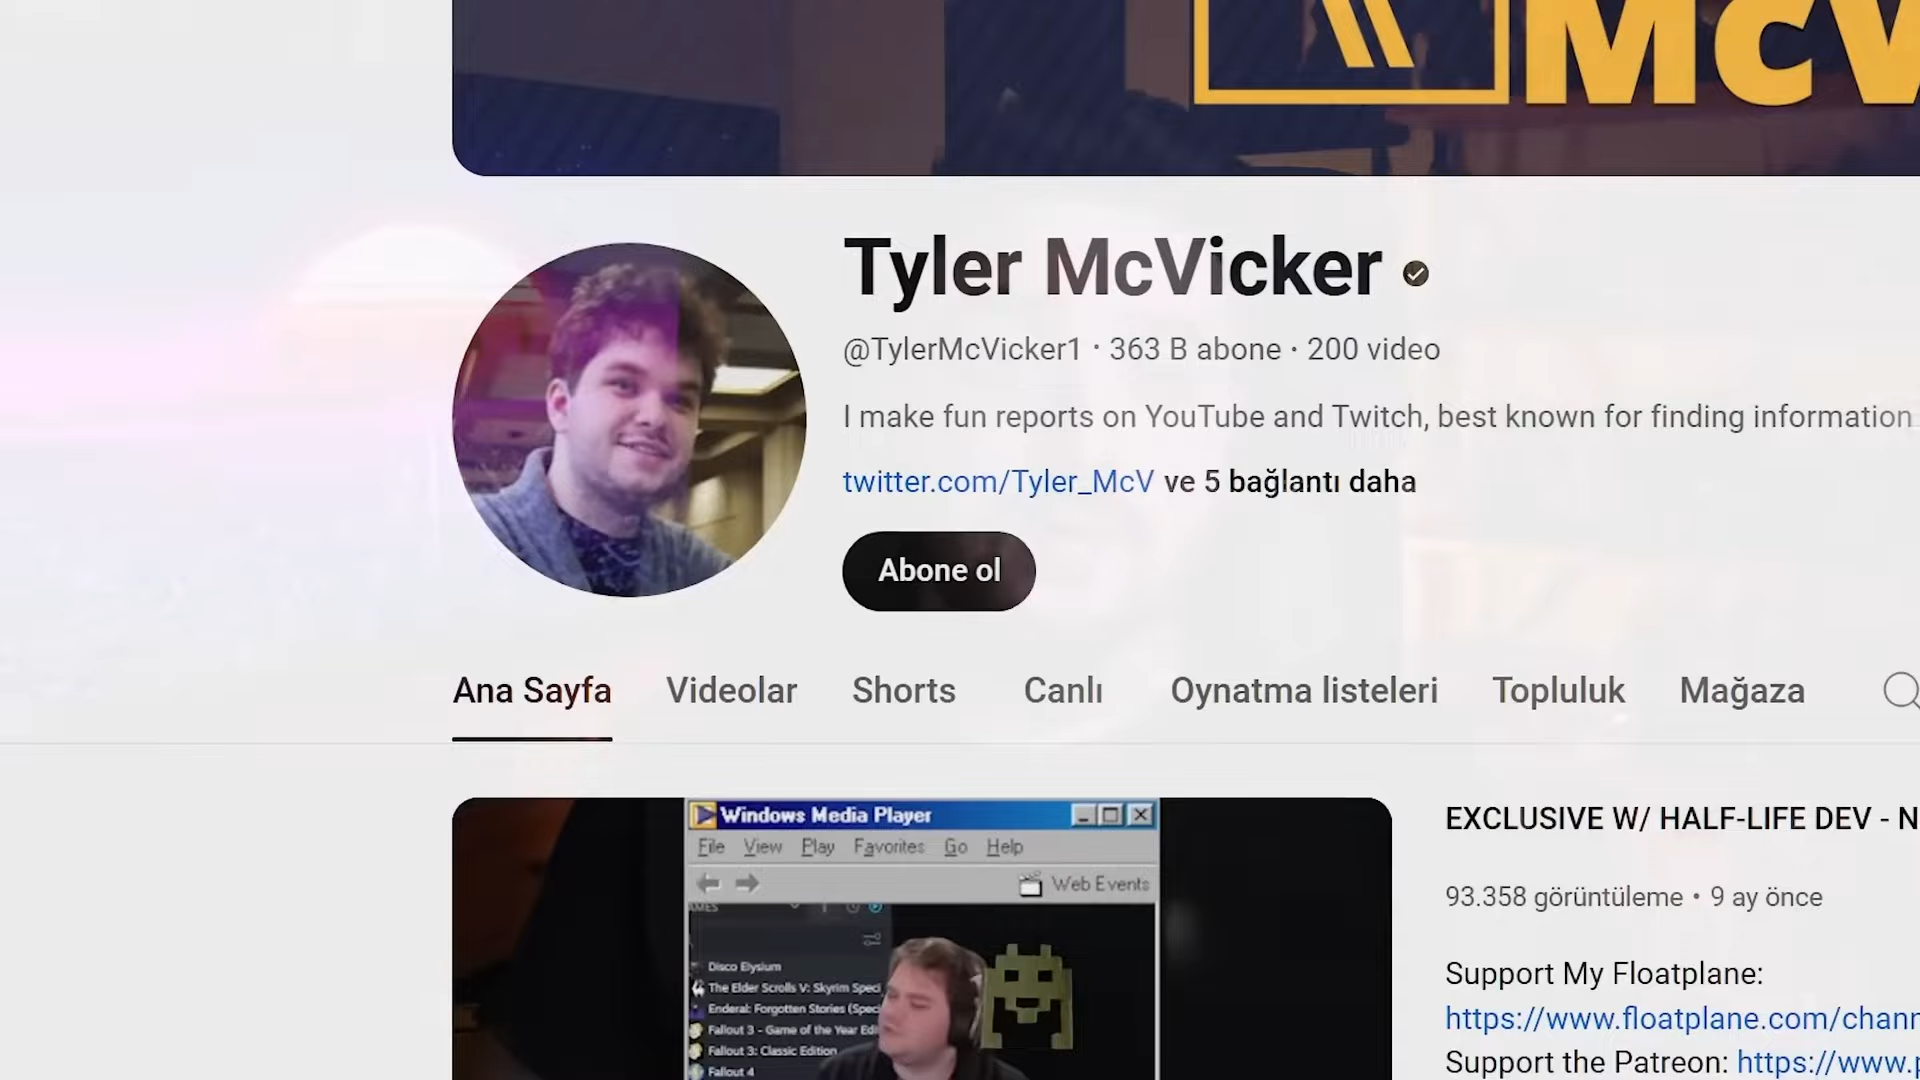 McV
Tyler McVicker
@TylerMcVicker1 · 363 B abone · 200 video
I make fun reports on YouTube and Twitch, best known for finding information
twitter.com/Tyler_McV ve 5 bağlantı daha
Abone ol
Ana Sayfa Videolar Shorts Canlı Oynatma listeleri Topluluk Mağaza
Windows Media Player
File View Play Favorites Go Help
Web Events
Disco Elysium
The Elder Scrolls V: Skyrim Speci
Enderal: Forgotten Stories (Spec
Fallout 3 - Game of the Year Edi
Fallout 3: Classic Edition
Fallout 4
EXCLUSIVE W/ HALF-LIFE DEV - N
93.358 görüntüleme • 9 ay önce
Support My Floatplane:
https://www.floatplane.com/chann
Support the Patreon: https://www.p